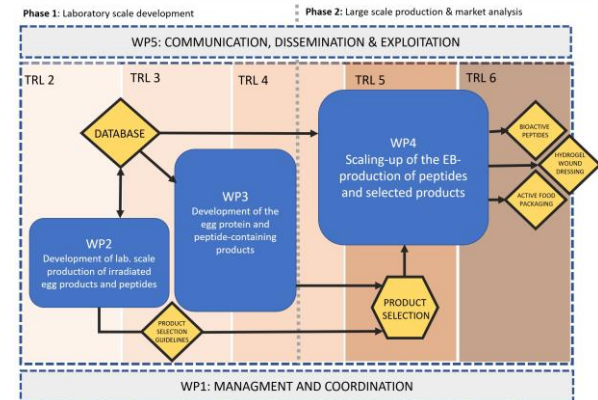 Phase 1: Laboratory scale development
Phase 2: Large scale production & market analysis
WP5: COMMUNICATION, DISSEMINATION & EXPLOITATION
TRL 2
TRL 3
TRL 4
TRL 5
TRL 6
DATABASE
WP4
Scaling-up of the EB-
production of peptides
and selected products
BIOACTIVE
PEPTIDES
HYDROGEL
WOUND
DRESSING
ACTIVE FOOD
PACKAGING
WP3
Development of the
egg protein and
peptide-containing
products
WP2
Development of lab. scale
production of irradiated
egg products and peptides
PRODUCT
SELECTION
GUIDELINES
PRODUCT
SELECTION
WP1: MANAGMENT AND COORDINATION